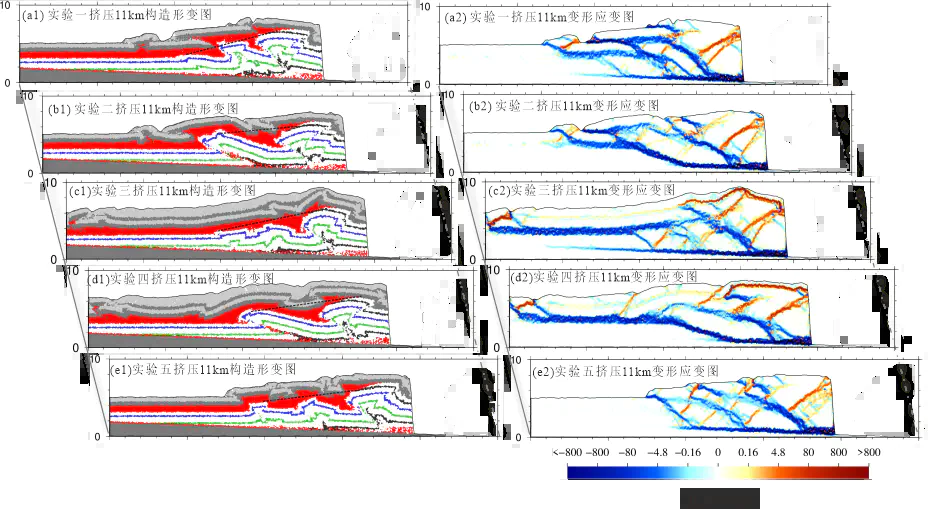 10
(a1) 实验一挤压11km构造形变图
0
10
(a2) 实验一挤压11km变形应变图
0
10
(b1) 实验二挤压11km构造形变图
0
10
(b2) 实验二挤压11km变形应变图
0
10
(c1)实验三挤压11km构造形变图
0
10
(c2)实验三挤压11km变形应变图
0
10
(d1)实验四挤压11km构造形变图
0
10
(d2)实验四挤压11km变形应变图
0
10
(e1)实验五挤压11km构造形变图
0
10
(e2)实验五挤压11km变形应变图
0
<-800 -800 -80 -4.8 -0.16 0 0.16 4.8 80 800 >800